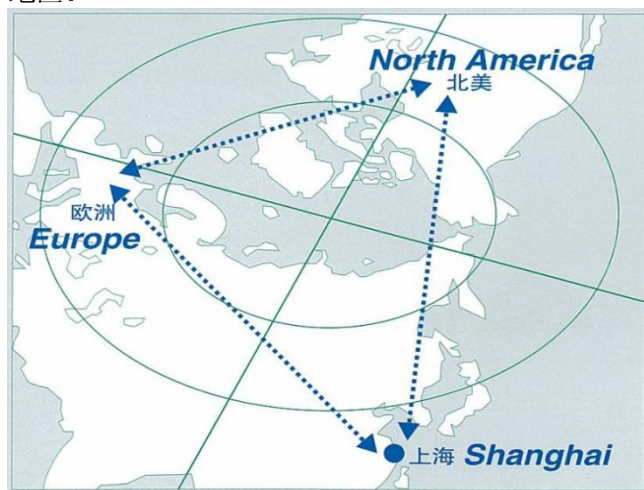 North America
北美
欧洲
Europe
上海 Shanghai